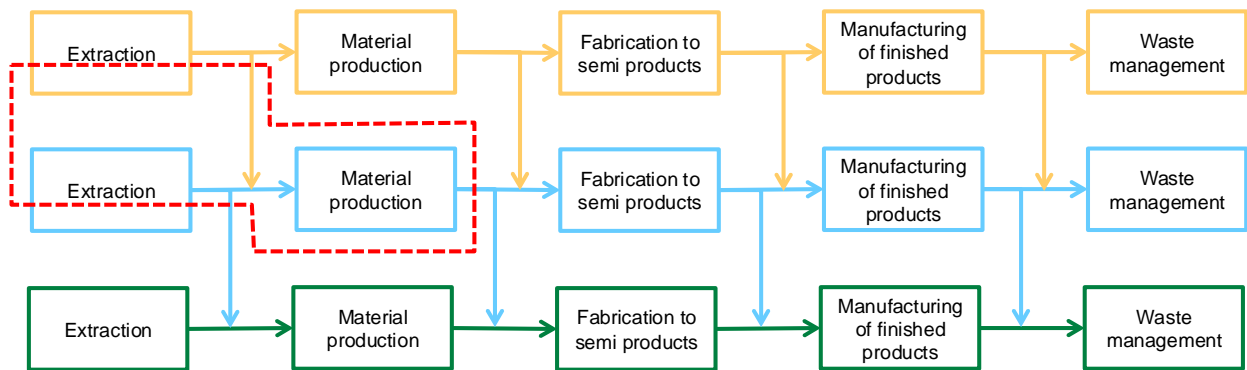 Extraction
Material
production
Fabrication to
semi products
Manufacturing
of finished
products
Waste
management
Extraction
Material
production
Fabrication to
semi products
Manufacturing
of finished
products
Waste
management
Extraction
Material
production
Fabrication to
semi products
Manufacturing
of finished
products
Waste
management